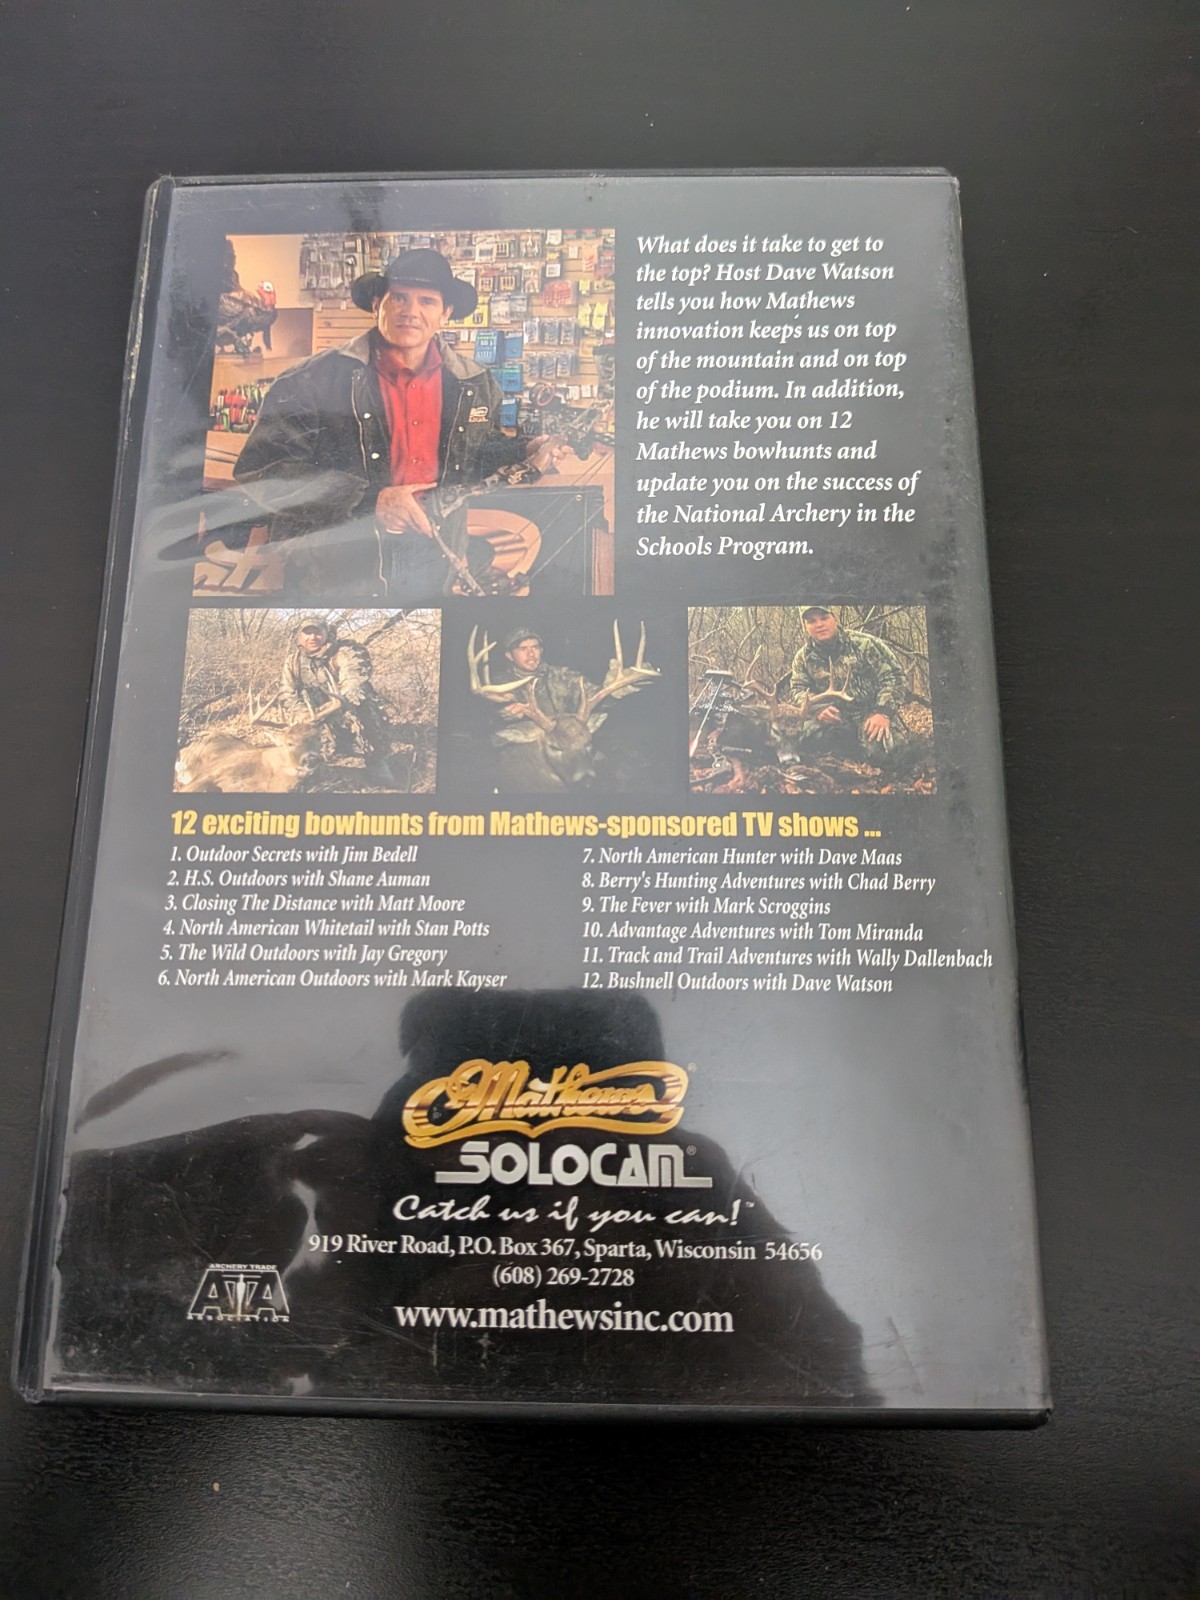 What does it take to get to
the top? Host Dave Watson
tells you how Mathews
innovation keeps us on top
of the mountain and on top
of the podium. In addition,
he will take you on 12
Mathews bowhunts and
update you on the success of
the National Archery in the
Schools Program.
12 exciting bowhunts from Mathews-sponsored TV shows ...
1. Outdoor Secrets with Jim Bedell
2. H.S. Outdoors with Shane Auman
3. Closing The Distance with Matt Moore
4. North American Whitetail with Stan Potts
5. The Wild Outdoors with Jay Gregory
6. North American Outdoors with Mark Kayser
7. North American Hunter with Dave Maas
8. Berry's Hunting Adventures with Chad Berry
9. The Fever with Mark Scroggins
10. Advantage Adventures with Tom Miranda
11. Track and Trail Adventures with Wally Dallenbach
12. Bushnell Outdoors with Dave Watson
Mathews®
SOLOCAM®
Catch us if you can!™
919 River Road, P.O. Box 367, Sparta, Wisconsin 54656
(608) 269-2728
www.mathewsinc.com
ARCHERY TRADE
ATA
ASSOCIATION